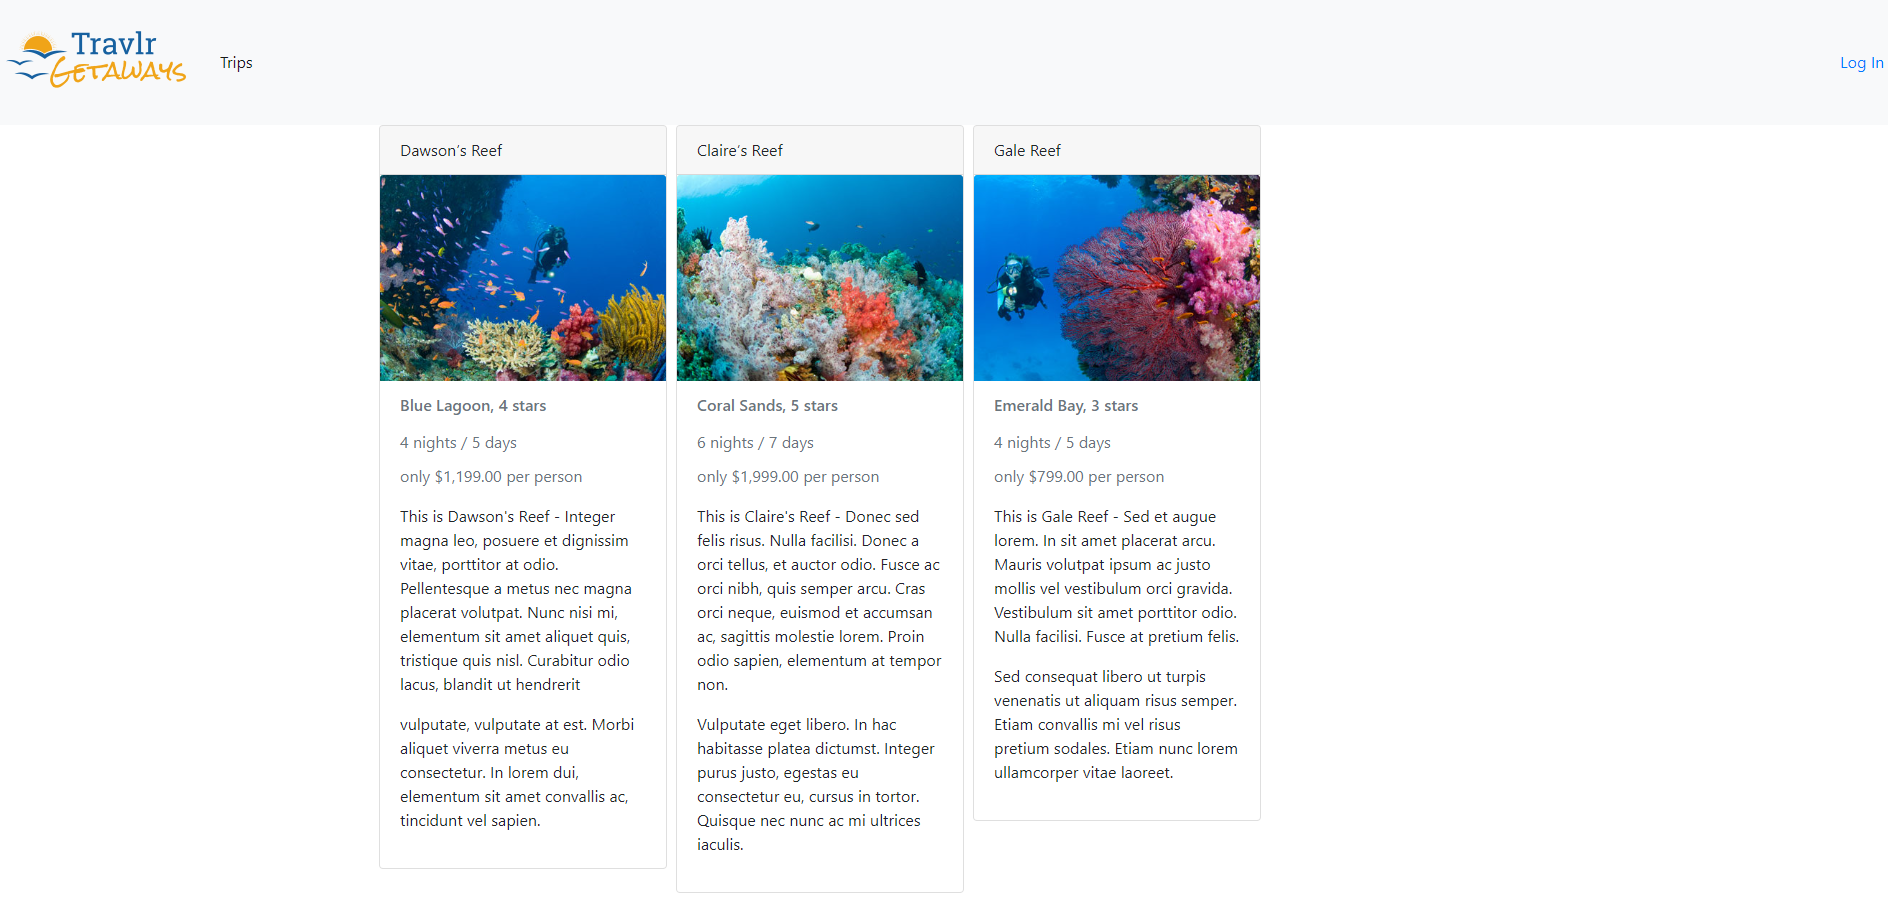 Travlr
Getaways
Trips
Log In
Dawson's Reef
Blue Lagoon, 4 stars
4 nights / 5 days
only $1,199.00 per person
This is Dawson's Reef - Integer
magna leo, posuere et dignissim
vitae, porttitor at odio.
Pellentesque a metus nec magna
placerat volutpat. Nunc nisi mi,
elementum sit amet aliquet quis,
tristique quis nisl. Curabitur odio
lacus, blandit ut hendrerit
vulputate, vulputate at est. Morbi
aliquet viverra metus eu
consectetur. In lorem dui,
elementum sit amet convallis ac,
tincidunt vel sapien.
Claire's Reef
Coral Sands, 5 stars
6 nights / 7 days
only $1,999.00 per person
This is Claire's Reef - Donec sed
felis risus. Nulla facilisi. Donec a
orci tellus, et auctor odio. Fusce ac
orci nibh, quis semper arcu. Cras
orci neque, euismod et accumsan
ac, sagittis molestie lorem. Proin
odio sapien, elementum at tempor
non.
Vulputate eget libero. In hac
habitasse platea dictumst. Integer
purus justo, egestas eu
consectetur eu, cursus in tortor.
Quisque nec nunc ac mi ultrices
iaculis.
Gale Reef
Emerald Bay, 3 stars
4 nights / 5 days
only $799.00 per person
This is Gale Reef - Sed et augue
lorem. In sit amet placerat arcu.
Mauris volutpat ipsum ac justo
mollis vel vestibulum orci gravida.
Vestibulum sit amet porttitor odio.
Nulla facilisi. Fusce at pretium felis.
Sed consequat libero ut turpis
venenatis ut aliquam risus semper.
Etiam convallis mi vel risus
pretium sodales. Etiam nunc lorem
ullamcorper vitae laoreet.